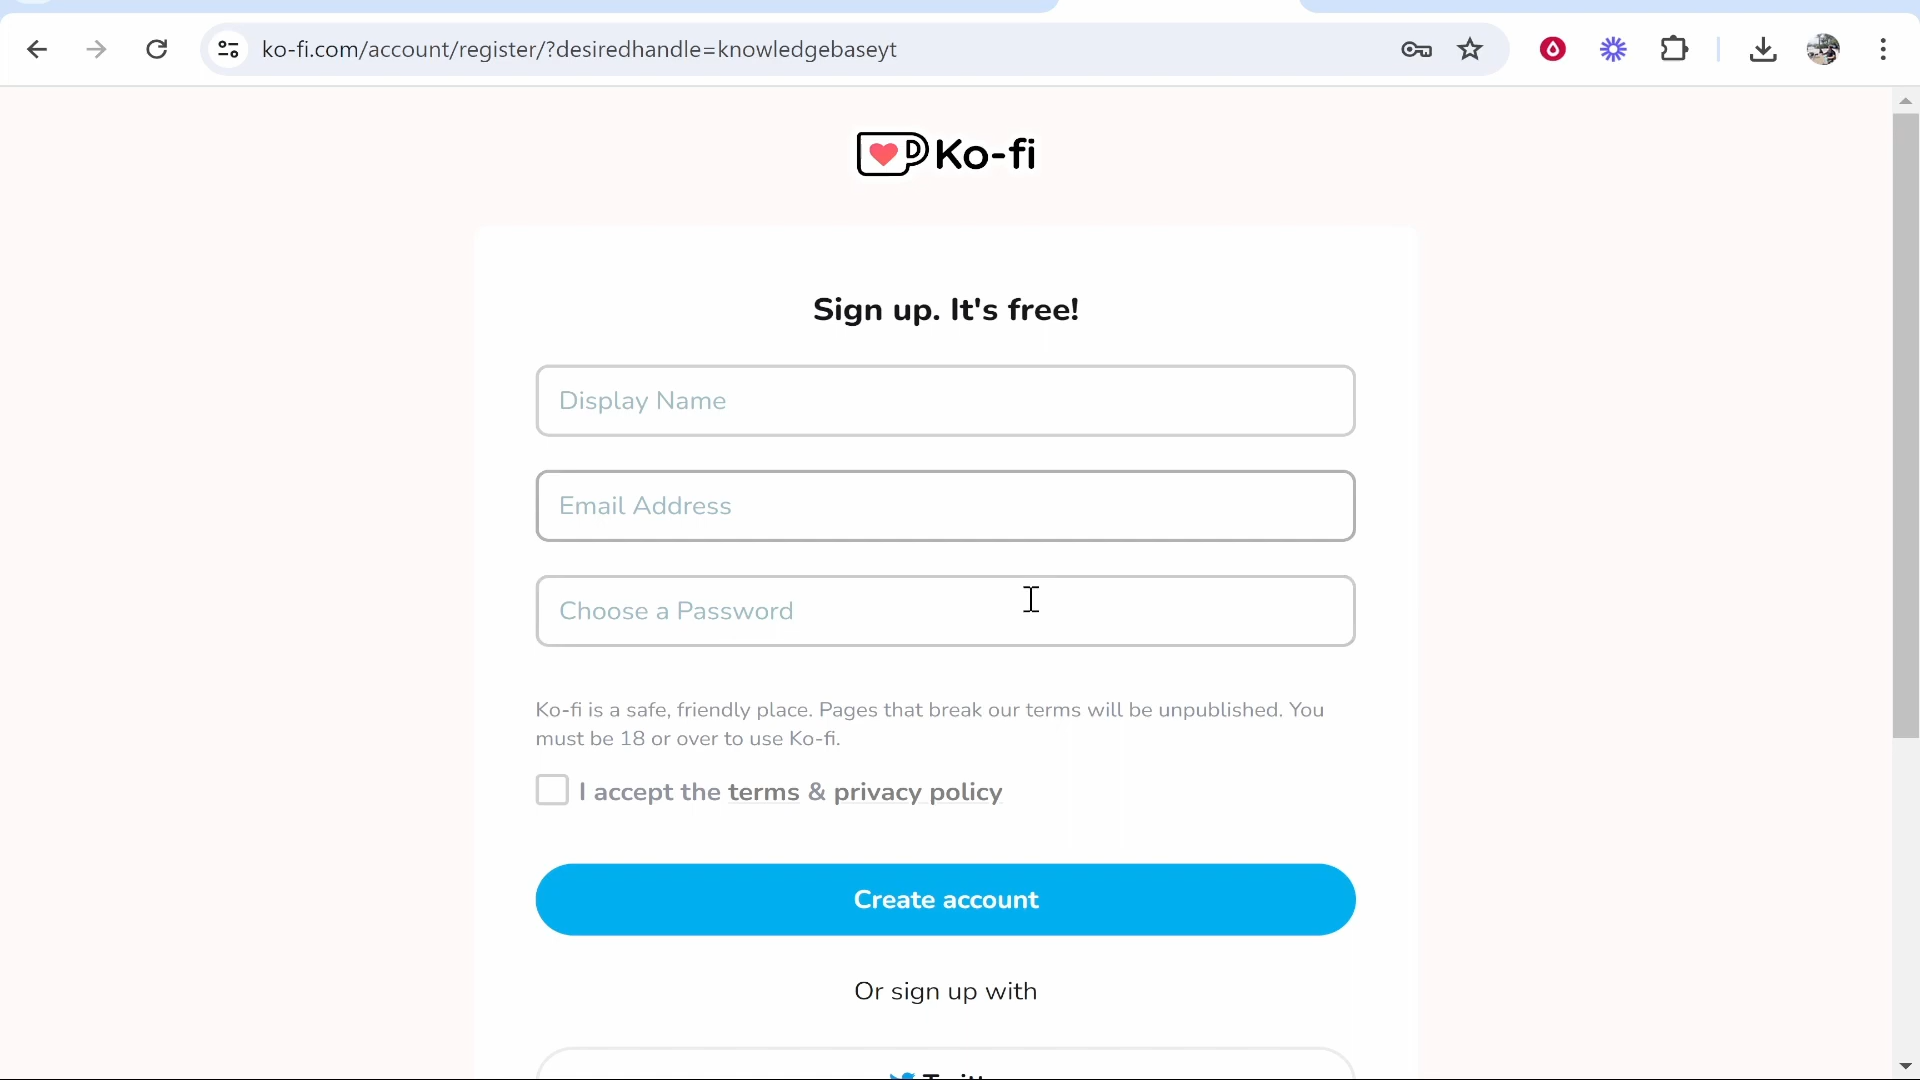 ko-fi.com/account/register/?desiredhandle=knowledgebaseyt
Ko-fi
Sign up. It's free!
Display Name
Email Address
Choose a Password
Ko-fi is a safe, friendly place. Pages that break our terms will be unpublished. You
must be 18 or over to use Ko-fi.
I accept the terms & privacy policy
Create account
Or sign up with